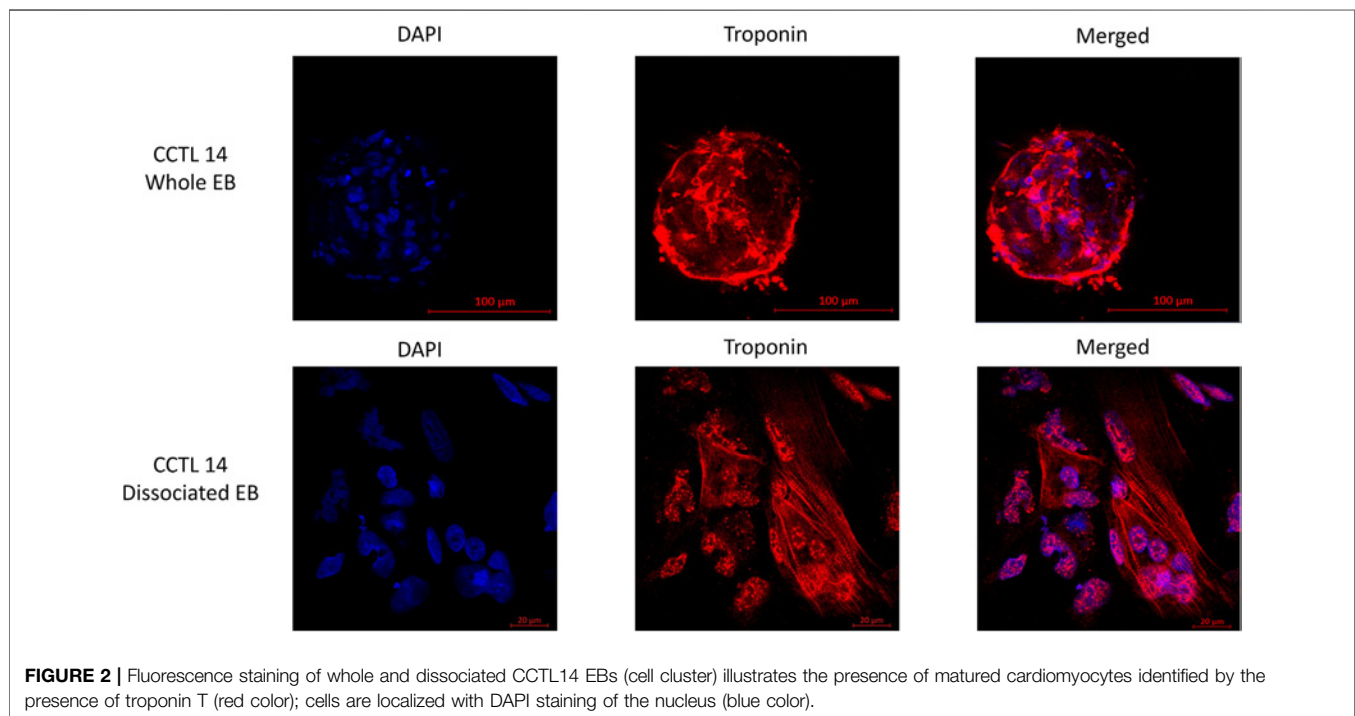 DAPI Troponin Merged
CCTL 14
Whole EB
100 μm 100 μm 100 μm
DAPI Troponin Merged
CCTL 14
Dissociated EB
20 μm 20 μm 20 μm
FIGURE 2 | Fluorescence staining of whole and dissociated CCTL14 EBs (cell cluster) illustrates the presence of matured cardiomyocytes identified by the
presence of troponin T (red color); cells are localized with DAPI staining of the nucleus (blue color).